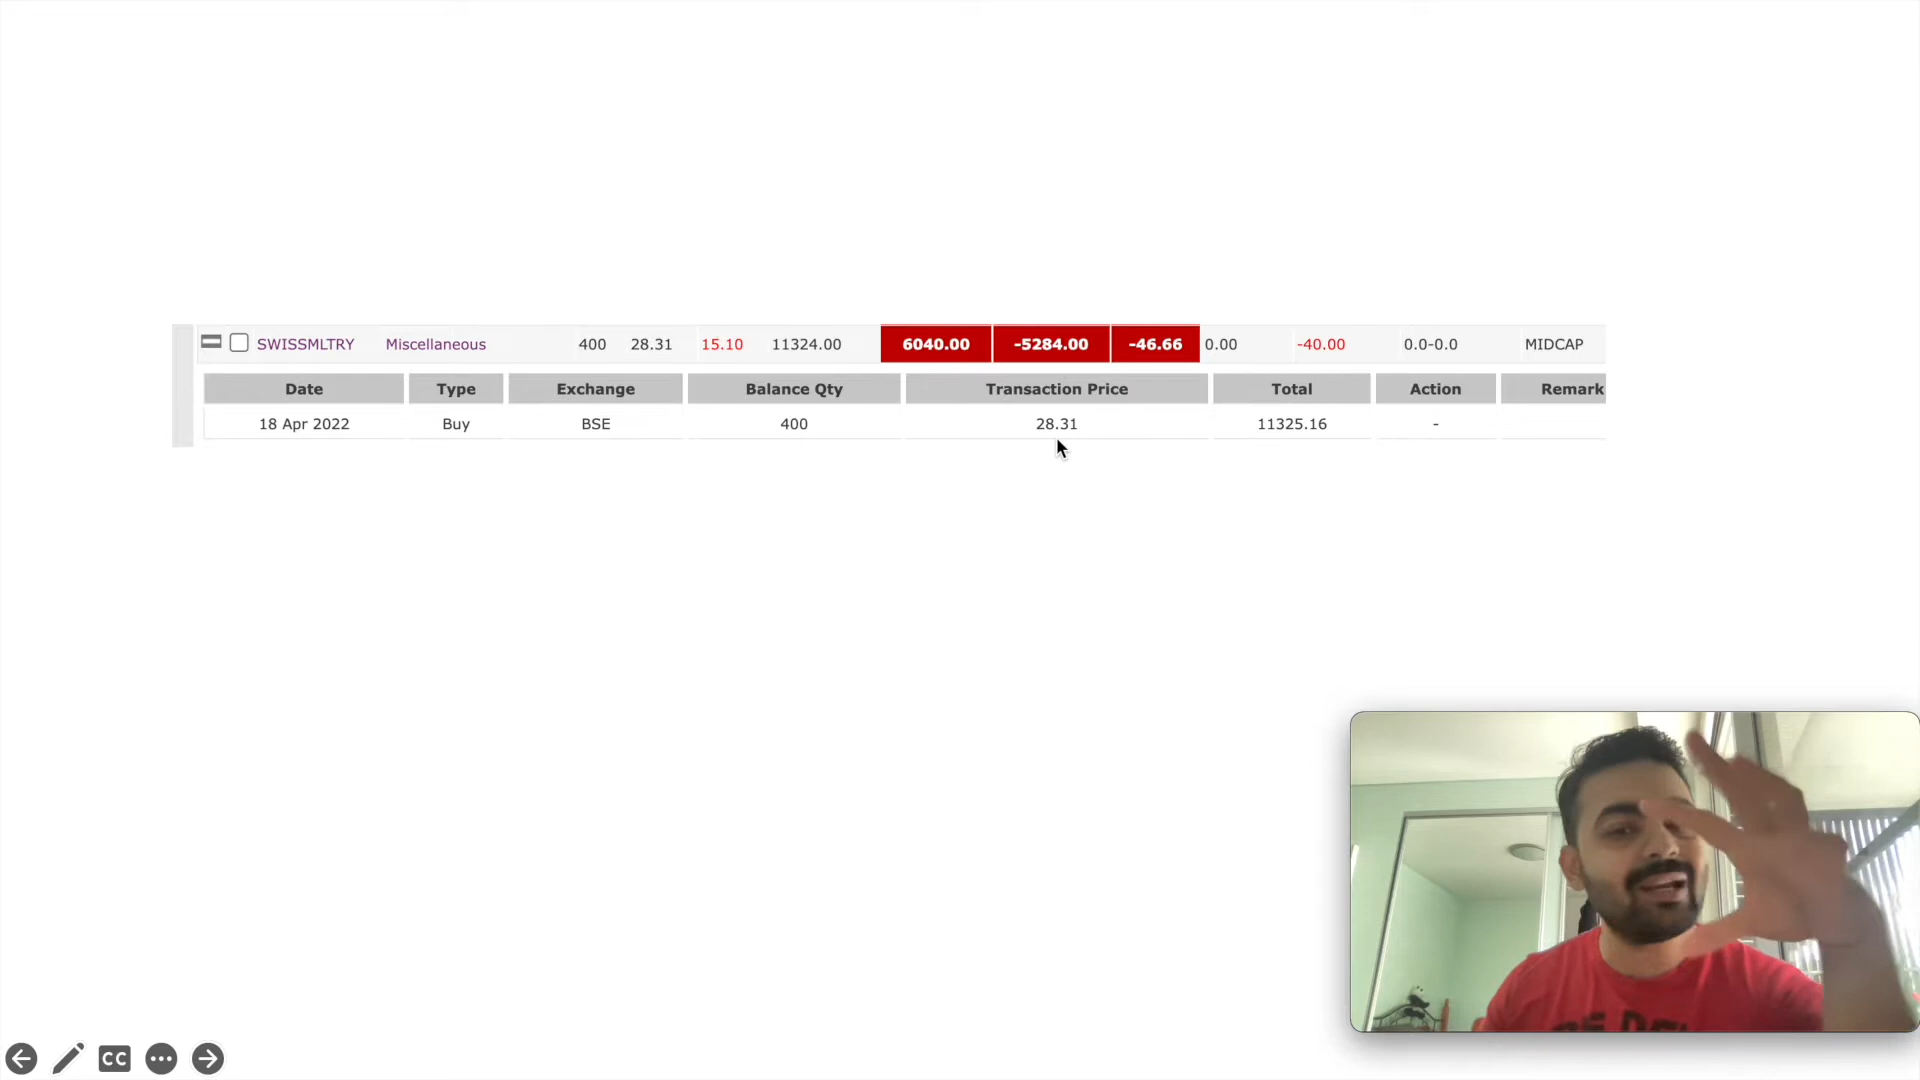 SWISSMLTRY Miscellaneous 400 28.31 15.10 11324.00 6040.00 -5284.00 -46.66 0.00 -40.00 0.0-0.0 MIDCAP
Date Type Exchange Balance Qty Transaction Price Total Action Remark
18 Apr 2022 Buy BSE 400 28.31 11325.16 -
CC